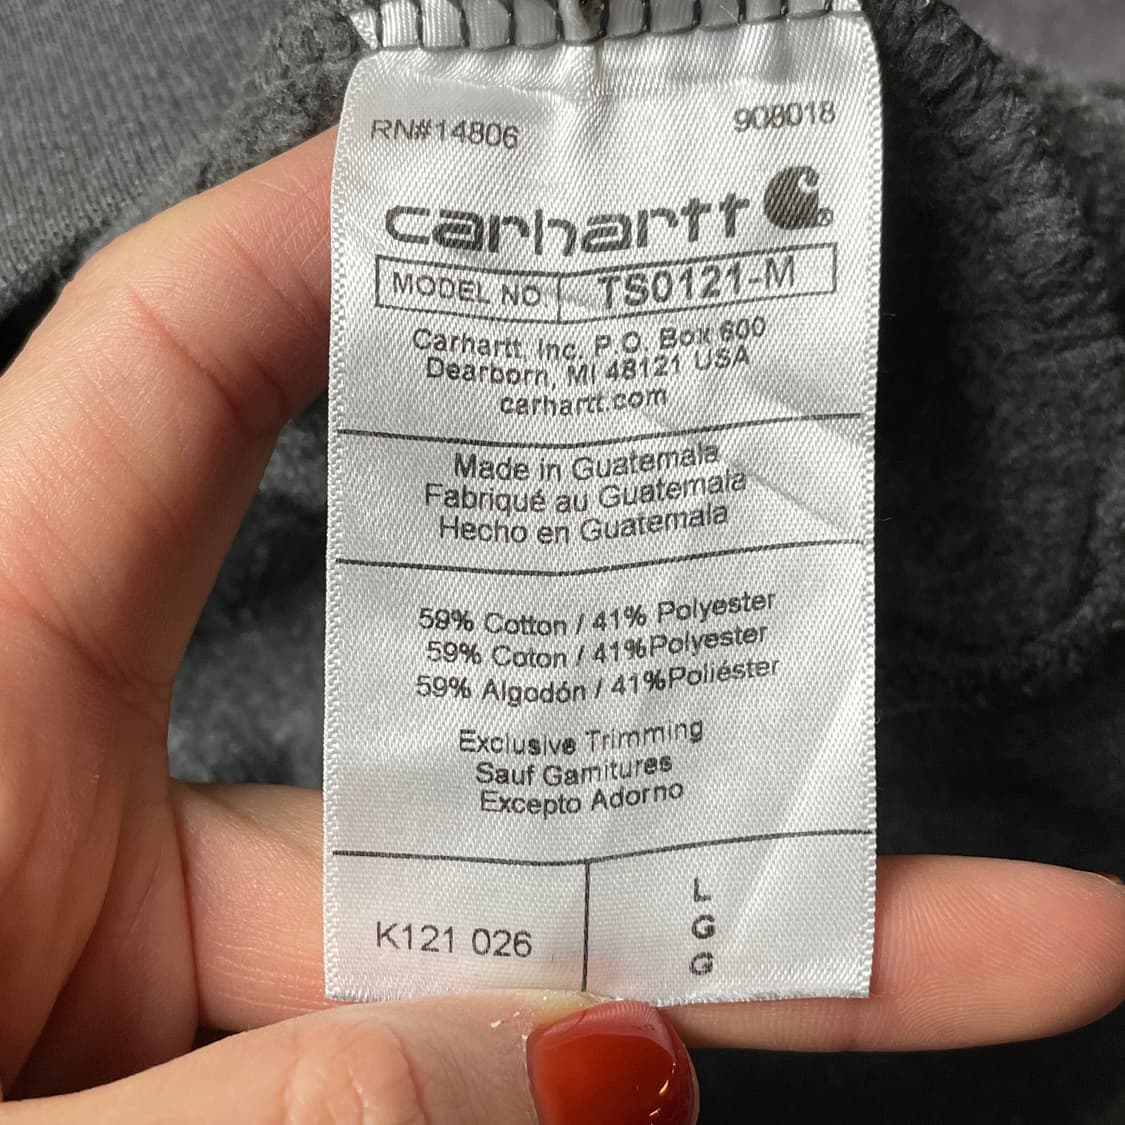 RN#14806 908018
carhartt
MODEL NO TS0121-M
Carhartt, Inc. P.O. Box 600
Dearborn, MI 48121 USA
carhartt.com
Made in Guatemala
Fabriqué au Guatemala
Hecho en Guatemala
59% Cotton / 41% Polyester
59% Coton / 41%Polyester
59% Algodón / 41%Poliéster
Exclusive Trimming
Sauf Garnitures
Excepto Adorno
K121 026
L
G
G